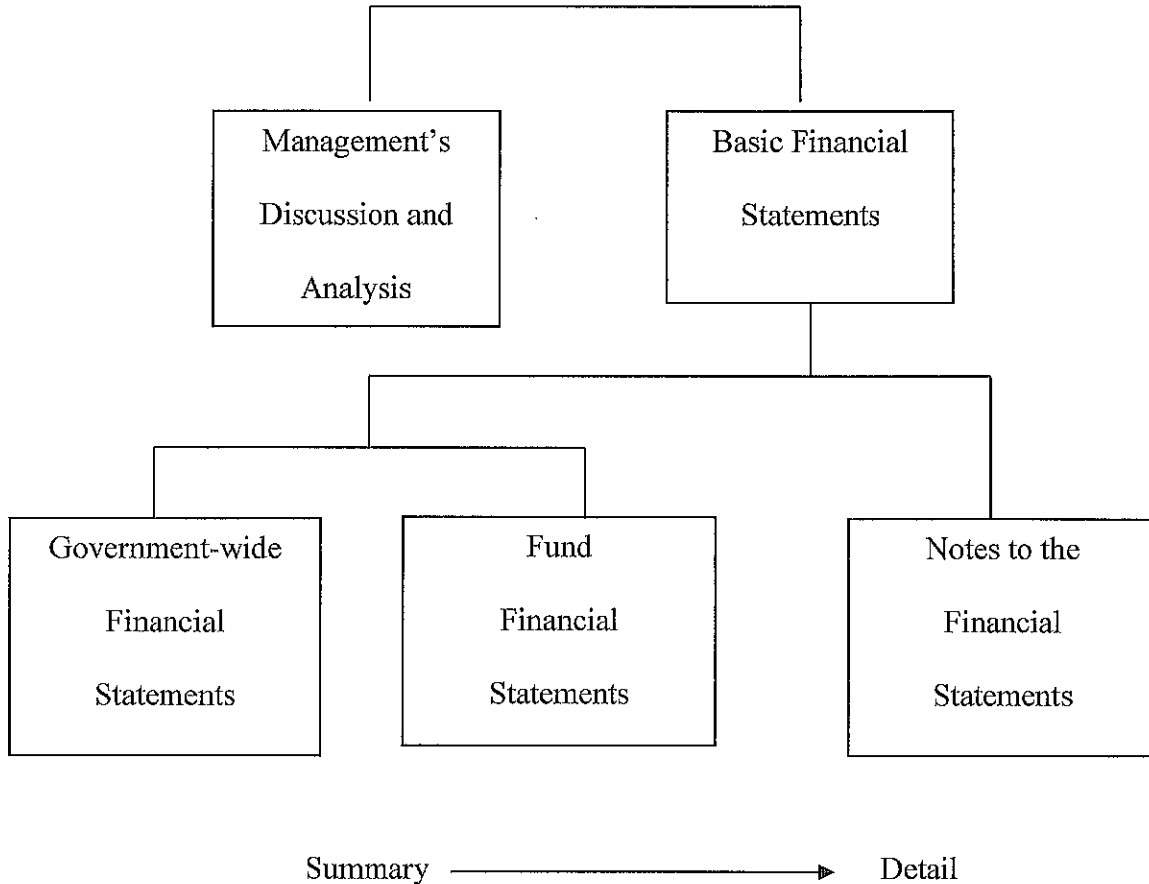 Management's
Discussion and
Analysis
Basic Financial
Statements
Government-wide
Financial
Statements
Fund
Financial
Statements
Notes to the
Financial
Statements
Summary
Detail